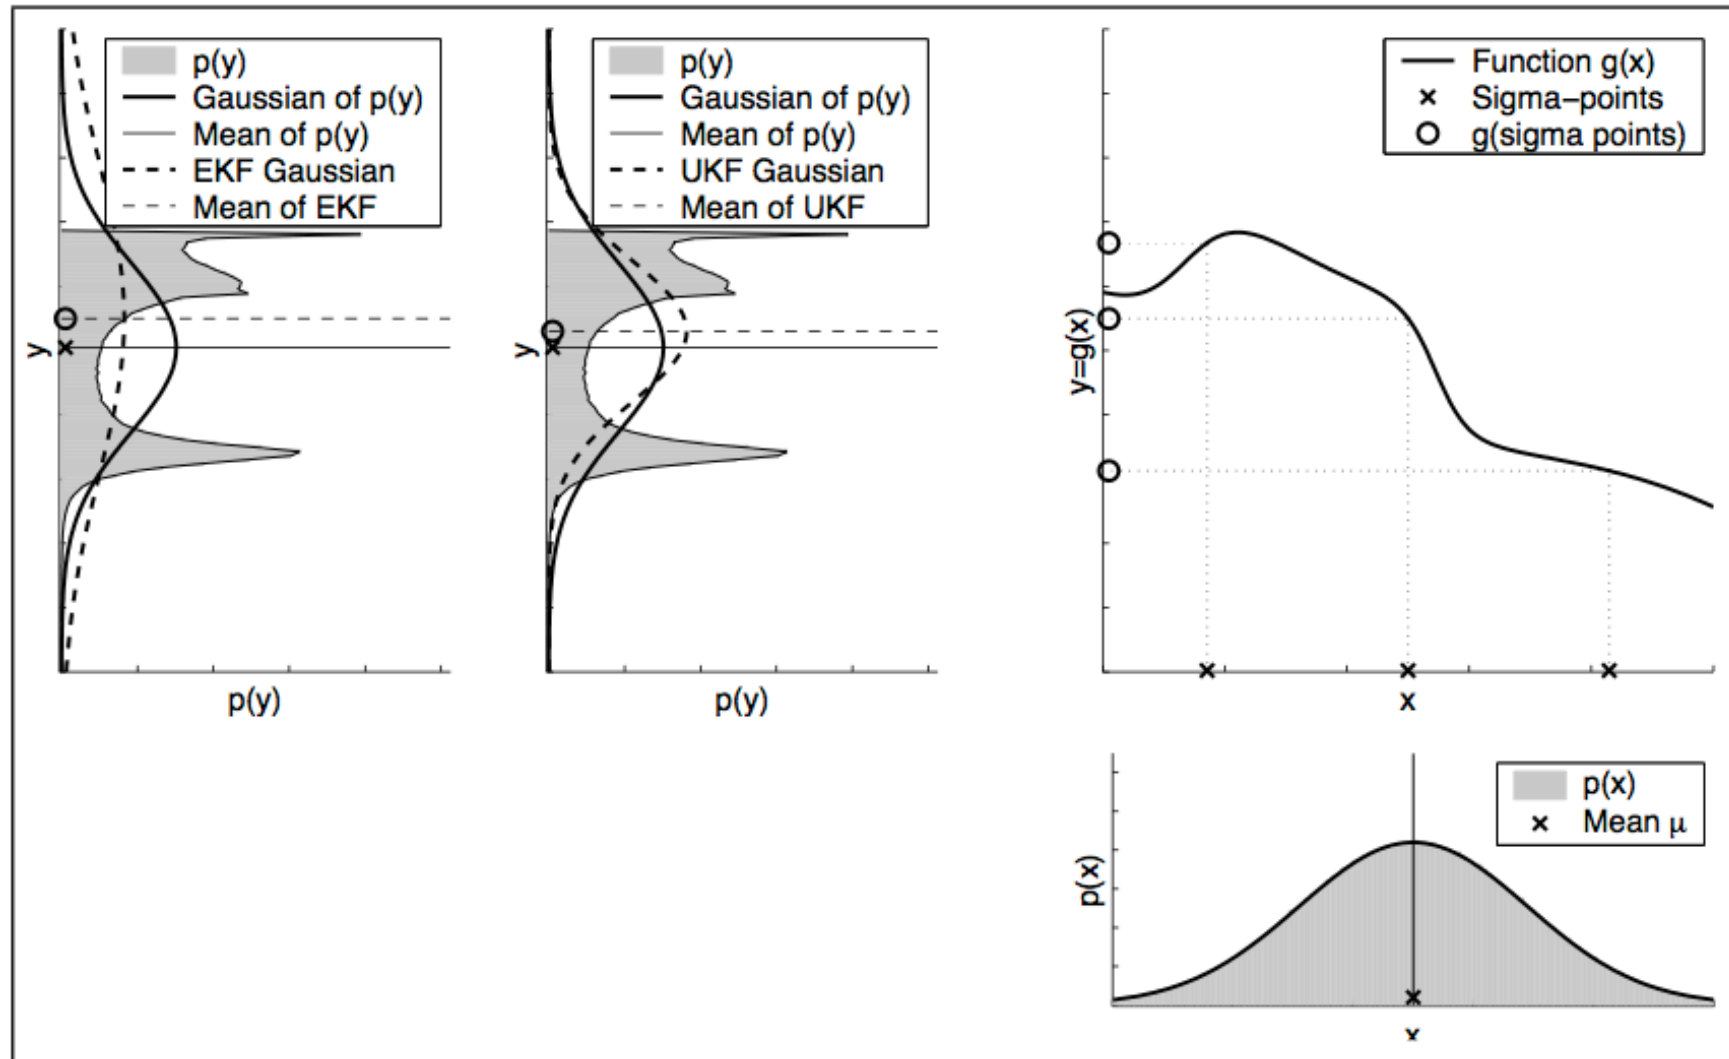 p(y)
Gaussian of p(y)
Mean of p(y)
EKF Gaussian
Mean of EKF
y
p(y)
p(y)
Gaussian of p(y)
Mean of p(y)
UKF Gaussian
Mean of UKF
y
p(y)
Function g(x)
Sigma-points
g(sigma points)
y=g(x)
x
p(x)
Mean μ
p(x)
x